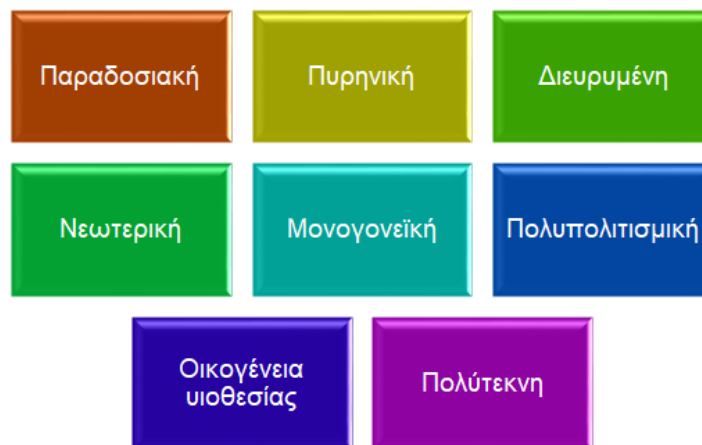 Παραδοσιακή
Πυρηνική
Διευρυμένη
Νεωτερική
Μονογονεϊκή
Πολυπολιτισμική
Οικογένεια
υιοθεσίας
Πολύτεκνη